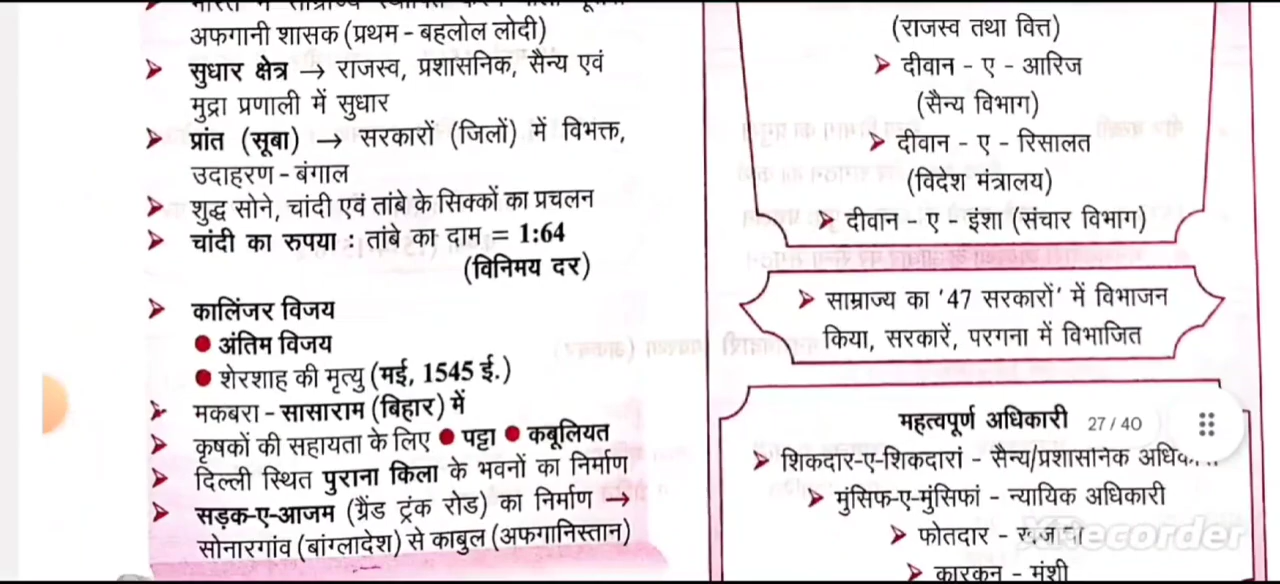 अफगानी शासक (प्रथम - बहलोल लोदी)
➤ सुधार क्षेत्र → राजस्व, प्रशासनिक, सैन्य एवं
मुद्रा प्रणाली में सुधार
➤ प्रांत (सूबा) → सरकारों (जिलों) में विभक्त,
उदाहरण - बंगाल
➤ शुद्ध सोने, चांदी एवं तांबे के सिक्कों का प्रचलन
➤ चांदी का रुपया : तांबे का दाम = 1:64
(विनिमय दर)
➤ कालिंजर विजय
● अंतिम विजय
● शेरशाह की मृत्यु (मई, 1545 ई.)
➤ मकबरा - सासाराम (बिहार) में
➤ कृषकों की सहायता के लिए ● पट्टा ● कबूलियत
➤ दिल्ली स्थित पुराना किला के भवनों का निर्माण
➤ सड़क-ए-आजम (ग्रैंड ट्रंक रोड) का निर्माण →
सोनारगांव (बांग्लादेश) से काबुल (अफगानिस्तान)
(राजस्व तथा वित्त)
➤ दीवान - ए - आरिज
(सैन्य विभाग)
➤ दीवान - ए - रिसालत
(विदेश मंत्रालय)
➤ दीवान - ए - इंशा (संचार विभाग)
➤ साम्राज्य का '47 सरकारों' में विभाजन
किया, सरकारें, परगना में विभाजित
महत्वपूर्ण अधिकारी
27 / 40
➤ शिकदार-ए-शिकदारां - सैन्य/प्रशासनिक
➤ मुंसिफ-ए-मुंसिफां - न्यायिक अधिकारी
➤ फोतदार -
XRecorder
➤ कारकन - मुंशी